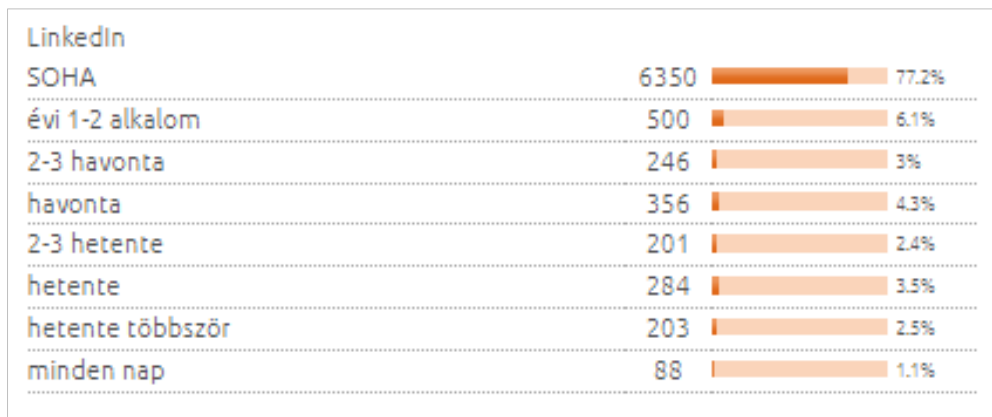 LinkedIn
SOHA 6350 77.2%
évi 1-2 alkalom 500 6.1%
2-3 havonta 246 3%
havonta 356 4.3%
2-3 hetente 201 2.4%
hetente 284 3.5%
hetente többször 203 2.5%
minden nap 88 1.1%